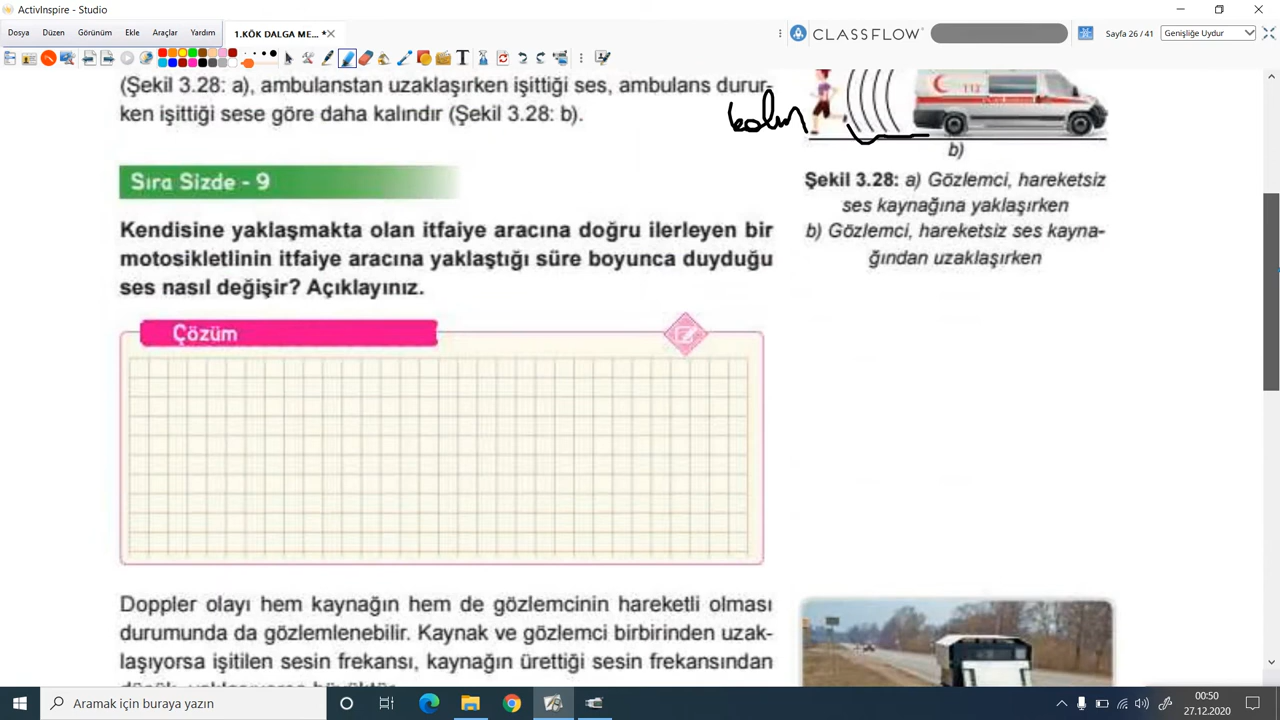 ActivInspire - Studio
Dosya Düzen Görünüm Ekle Araçlar Yardım
1.KÖK DALGA ME... *
CLASSFLOW
Sayfa 26 / 41
Genişliğe Uydur
(Şekil 3.28: a), ambulanstan uzaklaşırken işittiği ses, ambulans durur-
ken işittiği sese göre daha kalındır (Şekil 3.28: b).
kalın
112
b)
Şekil 3.28: a) Gözlemci, hareketsiz
ses kaynağına yaklaşırken
b) Gözlemci, hareketsiz ses kayna-
ğından uzaklaşırken
Sıra Sizde - 9
Kendisine yaklaşmakta olan itfaiye aracına doğru ilerleyen bir
motosikletlinin itfaiye aracına yaklaştığı süre boyunca duyduğu
ses nasıl değişir? Açıklayınız.
Çözüm
Doppler olayı hem kaynağın hem de gözlemcinin hareketli olması
durumunda da gözlemlenebilir. Kaynak ve gözlemci birbirinden uzak-
laşıyorsa işitilen sesin frekansı, kaynağın ürettiği sesin frekansından
Aramak için buraya yazın
00:50
27.12.2020